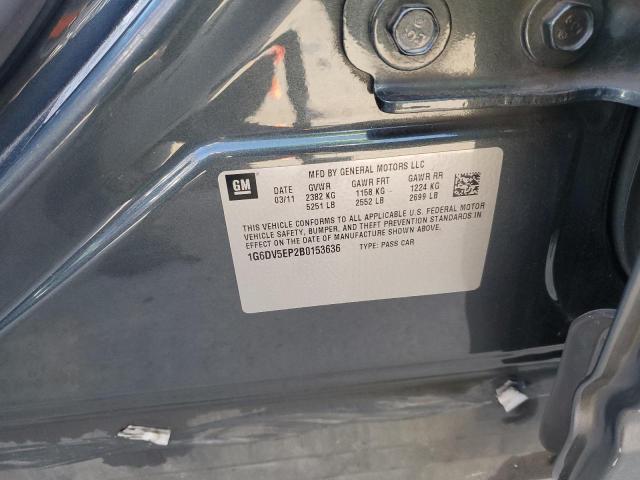 MFD BY GENERAL MOTORS LLC
GM
DATE GVWR GAWR FRT GAWR RR
03/11 2382 KG 1158 KG 1224 KG
5251 LB 2552 LB 2699 LB
THIS VEHICLE CONFORMS TO ALL APPLICABLE U.S. FEDERAL MOTOR
VEHICLE SAFETY, BUMPER, AND THEFT PREVENTION STANDARDS IN
EFFECT ON THE DATE OF MANUFACTURE SHOWN ABOVE.
1G6DV5EP2B0153636 TYPE: PASS CAR